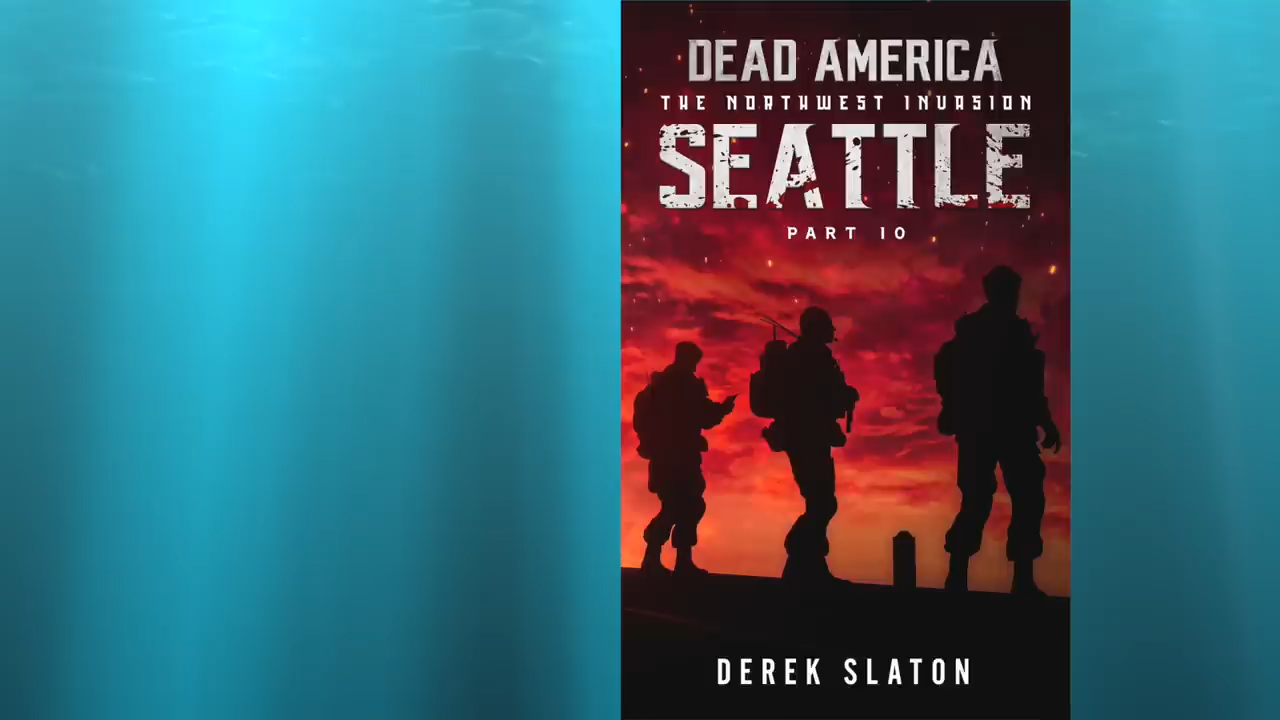 DEAD AMERICA
THE NORTHWEST INVASION
SEATTLE
PART 10
DEREK SLATON